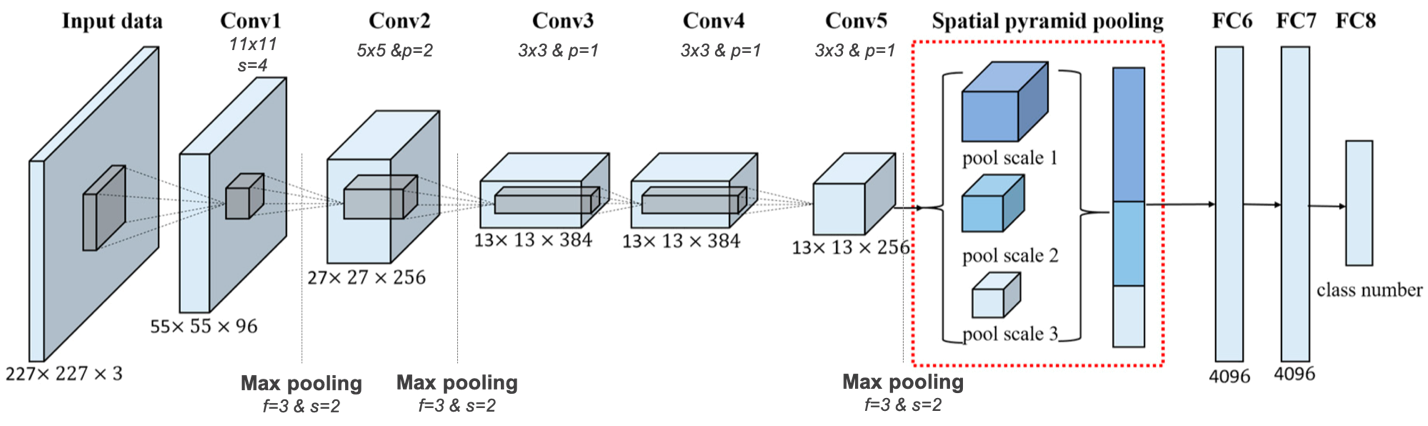 Input data
Conv1
11x11
s=4
Conv2
5x5 &p=2
Conv3
3x3 & p=1
Conv4
3x3 & p=1
Conv5
3x3 & p=1
Spatial pyramid pooling
FC6
FC7
FC8
pool scale 1
pool scale 2
pool scale 3
227× 227 × 3
55× 55 × 96
27× 27 × 256
13× 13 × 384
13× 13 × 384
13× 13 × 256
class number
4096
4096
Max pooling
f=3 & s=2
Max pooling
f=3 & s=2
Max pooling
f=3 & s=2